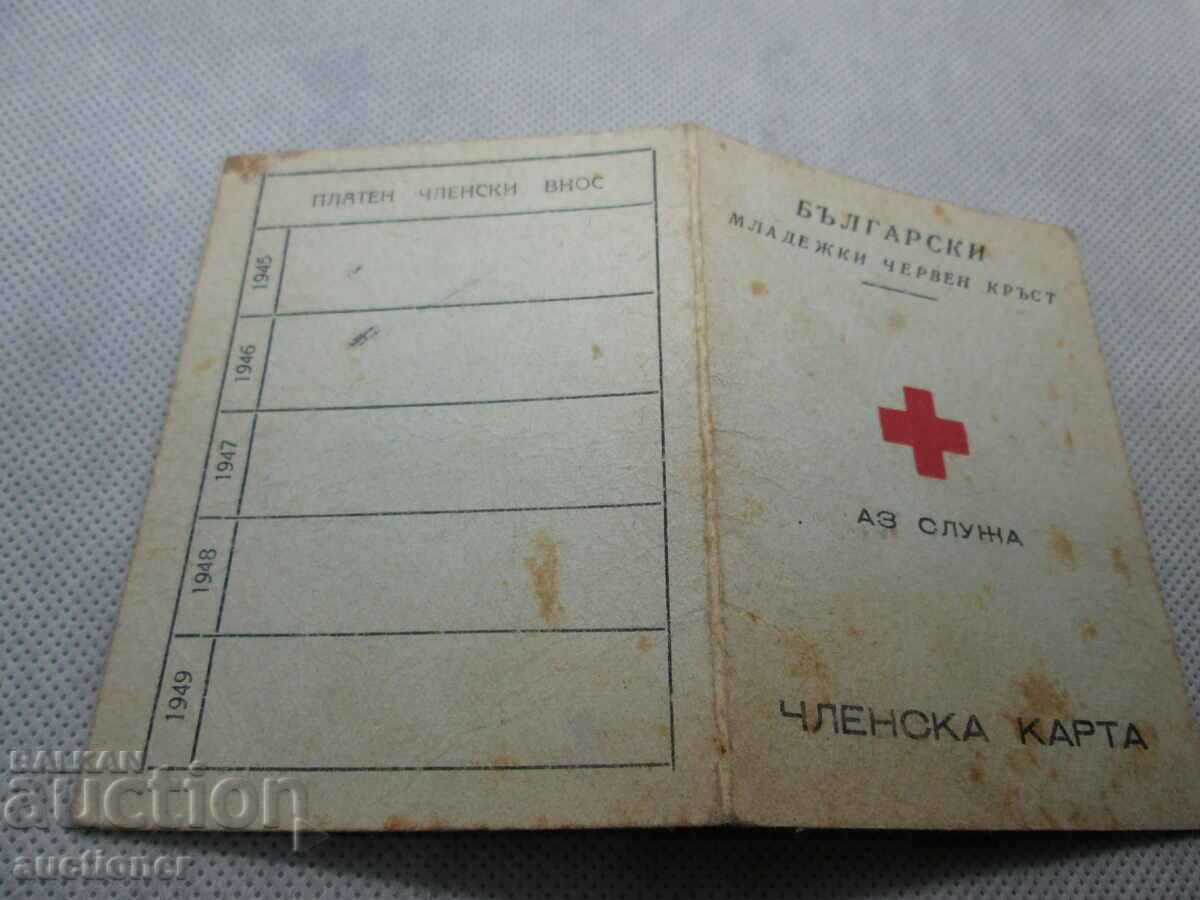 ПЛАТЕН ЧЛЕНСКИ ВНОС
1945
1946
1947
1948
1949
БЪЛГАРСКИ
МЛАДЕЖКИ ЧЕРВЕН КРЪСТ
АЗ СЛУЖА
ЧЛЕНСКА КАРТА
BALKAN
auction
auctioner